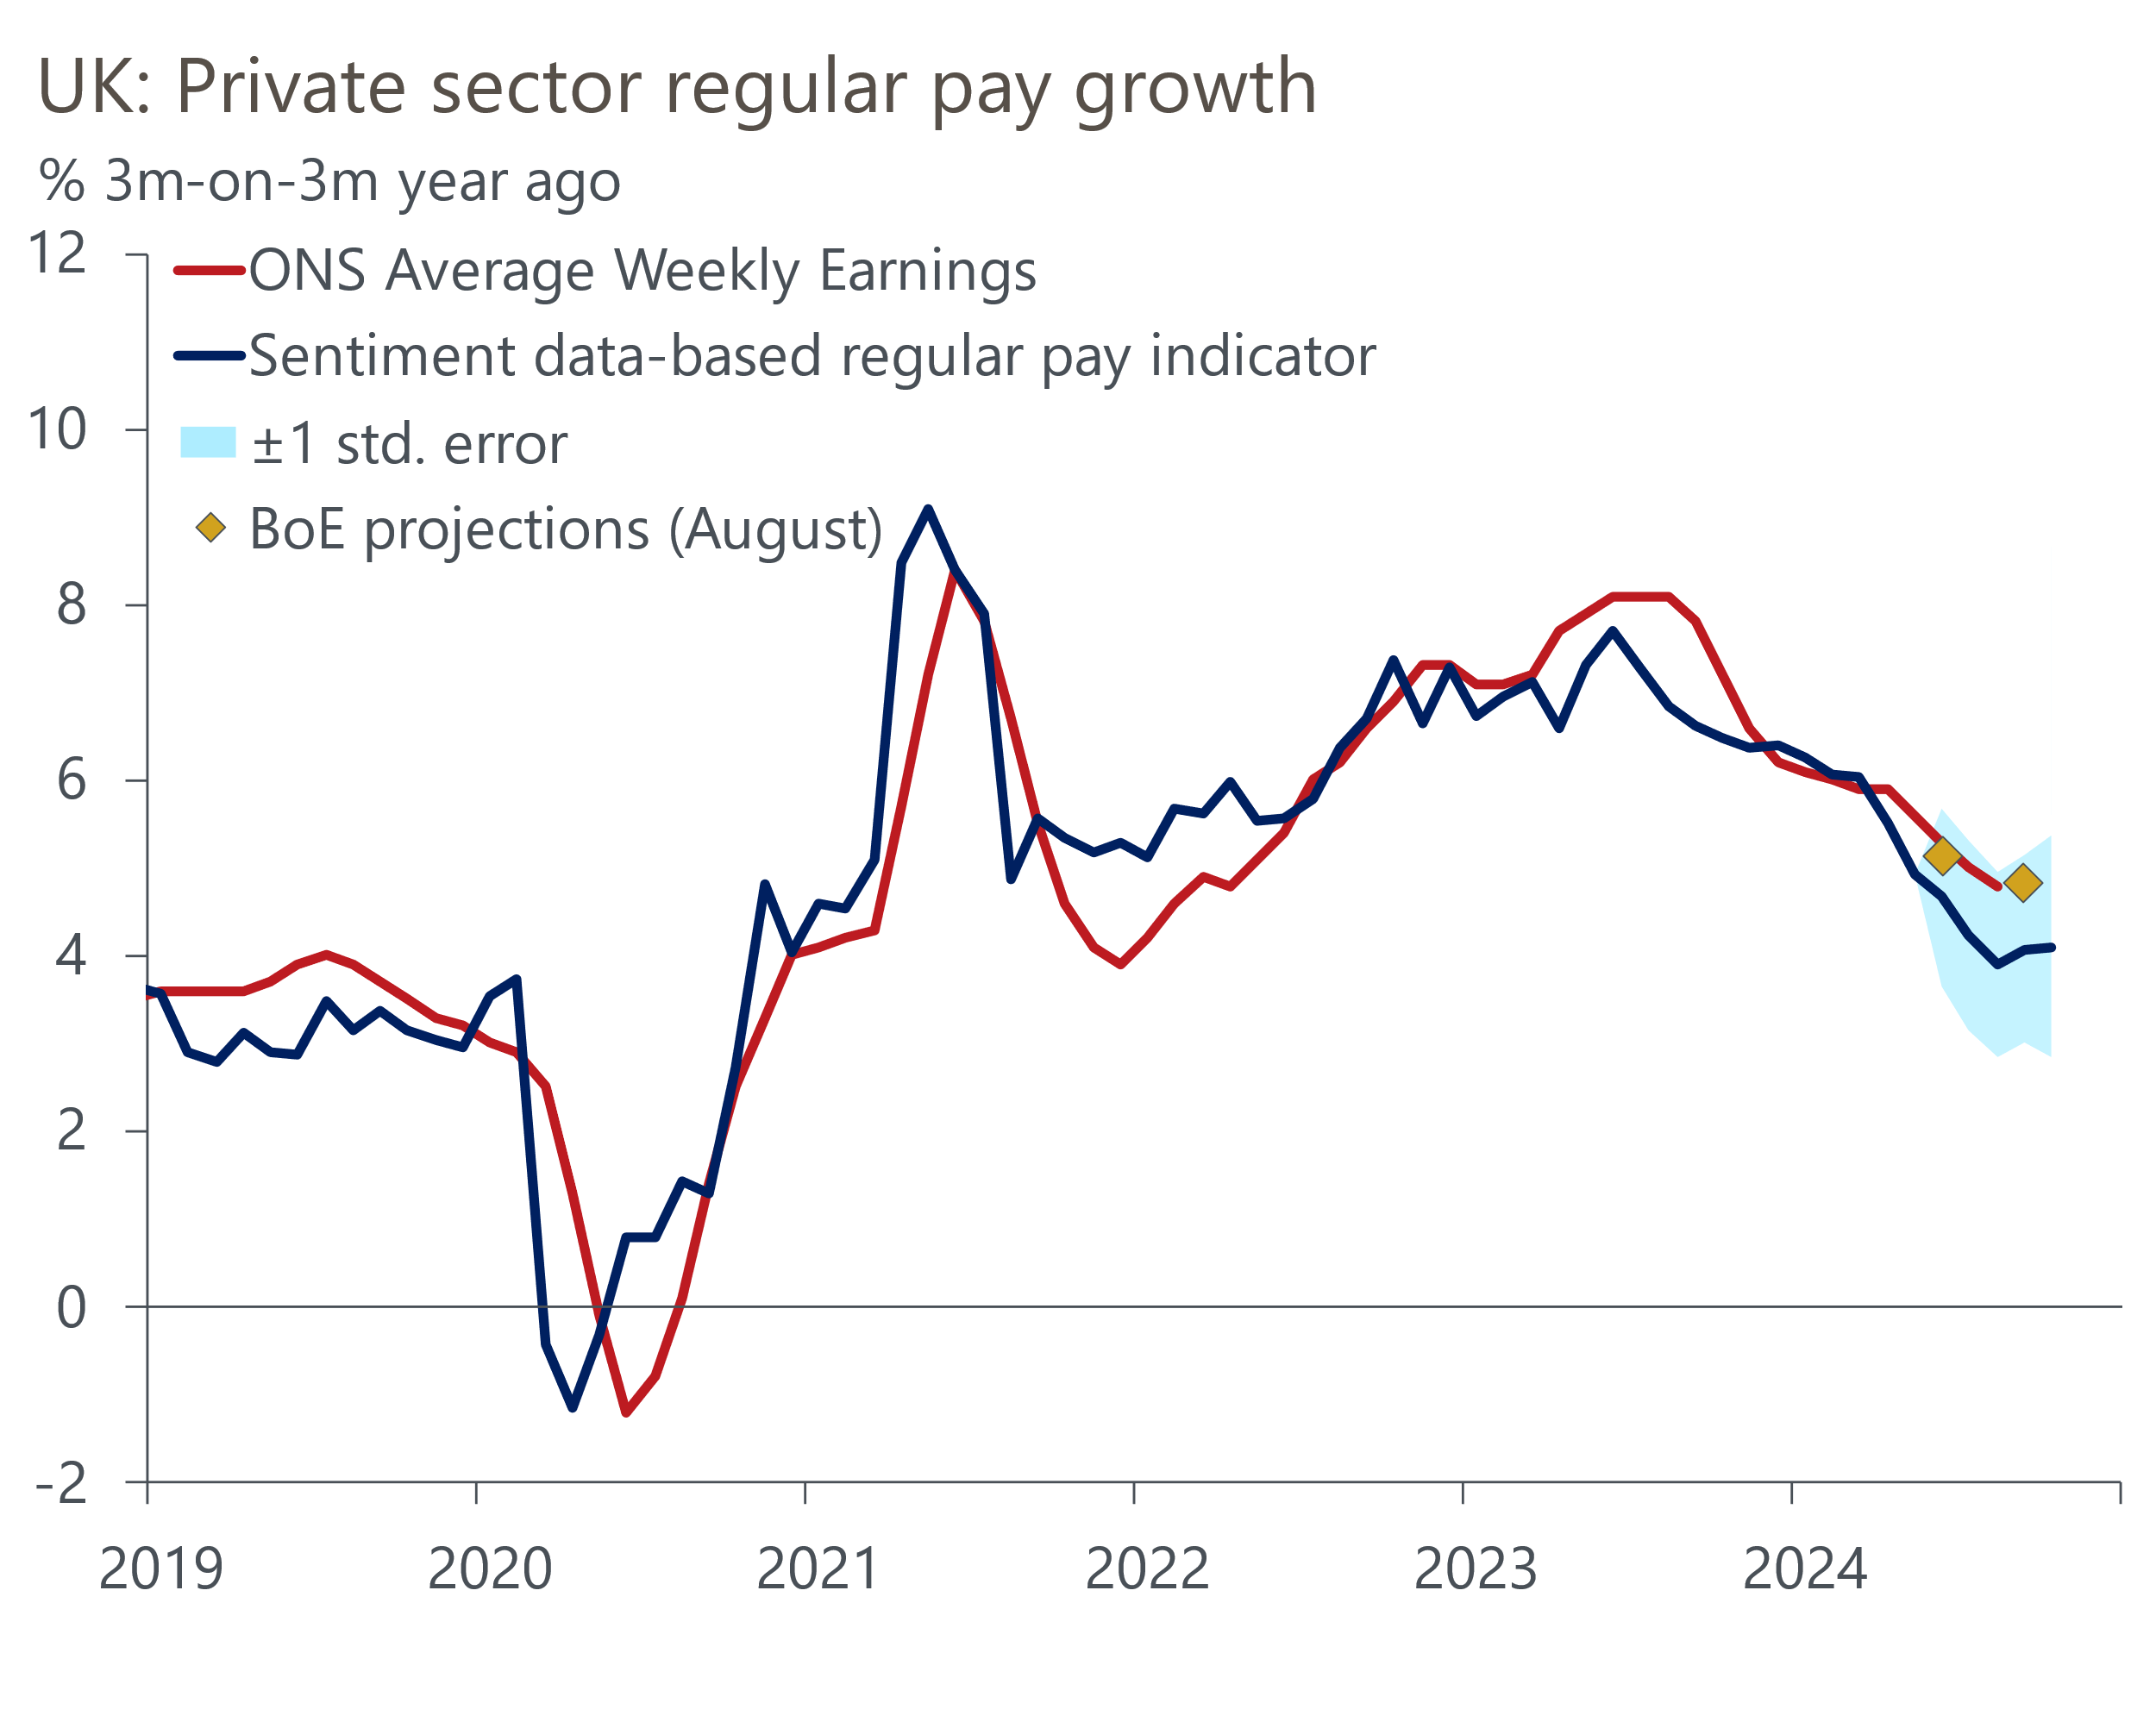 UK: Private sector regular pay growth
% 3m-on-3m year ago
12
ONS Average Weekly Earnings
Sentiment data-based regular pay indicator
10
±1 std. error
BoE projections (August)
8
6
4
2
0
-2
2019 2020 2021 2022 2023 2024